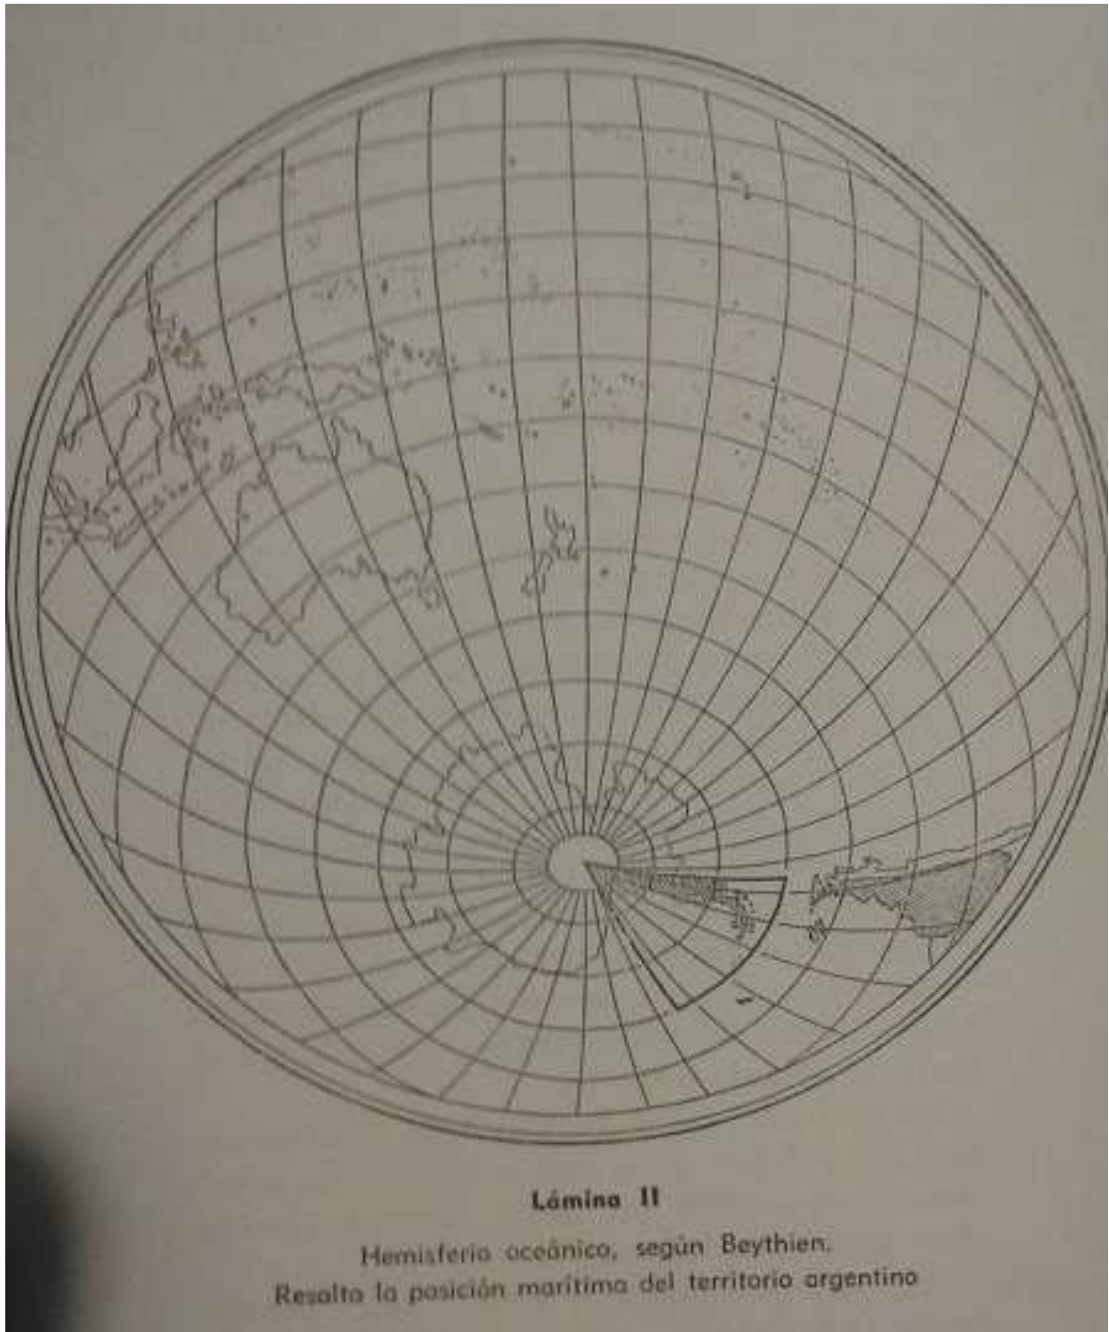 Lámina II
Hemisferio oceánico, según Beythien.
Resalta la posición marítima del territorio argentino